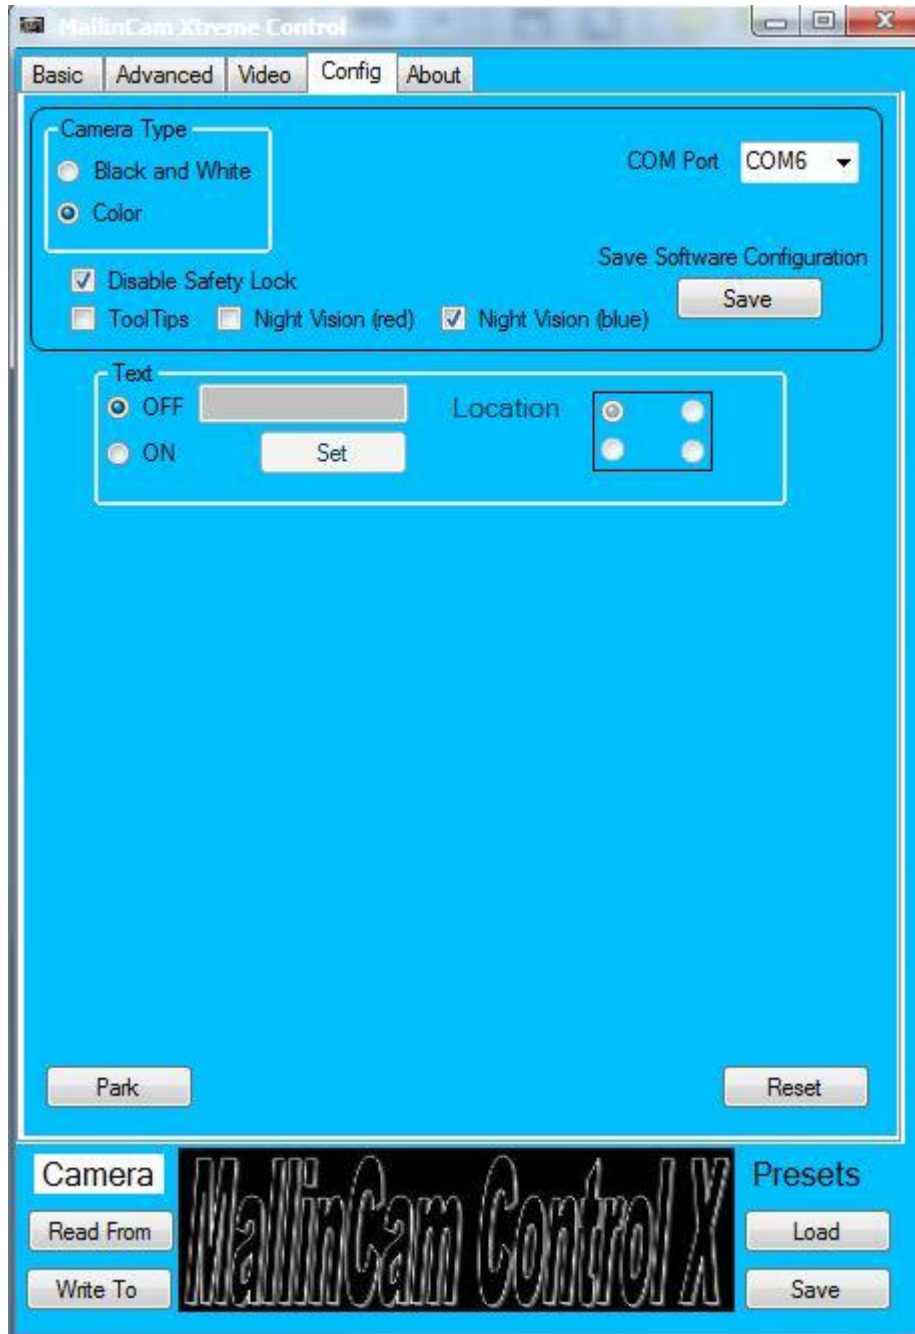 MallinCam Xtreme Control
Basic Advanced Video Config About
Camera Type
Black and White
Color
COM Port COM6
Disable Safety Lock
Save Software Configuration
Save
ToolTips Night Vision (red) Night Vision (blue)
Text
OFF
Location
ON
Set
Park
Reset
Camera
MallinCam Control X
Presets
Read From
Load
Write To
Save